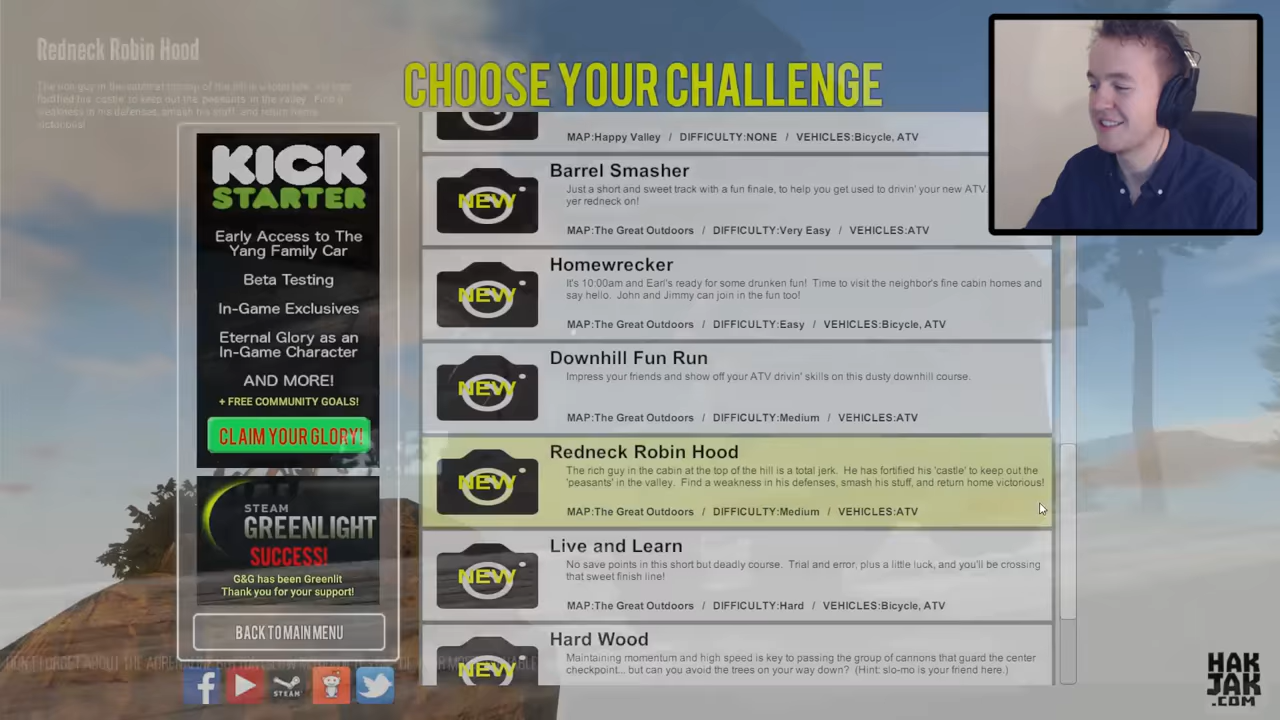 Redneck Robin Hood
CHOOSE YOUR CHALLENGE
KICK
STARTER
Early Access to The
Yang Family Car
Beta Testing
In-Game Exclusives
Eternal Glory as an
In-Game Character
AND MORE!
+ FREE COMMUNITY GOALS!
CLAIM YOUR GLORY!
STEAM
GREENLIGHT
SUCCESS!
G&G has been Greenlit
Thank you for your support!
BACK TO MAIN MENU
STEAM
MAP:Happy Valley / DIFFICULTY:NONE / VEHICLES:Bicycle, ATV
NEW
Barrel Smasher
Just a short and sweet track with a fun finale, to help you get used to drivin' your new ATV.
yer redneck on!
MAP:The Great Outdoors / DIFFICULTY:Very Easy / VEHICLES:ATV
NEW
Homewrecker
It's 10:00am and Earl's ready for some drunken fun! Time to visit the neighbor's fine cabin homes and
say hello. John and Jimmy can join in the fun too!
MAP:The Great Outdoors / DIFFICULTY:Easy / VEHICLES:Bicycle, ATV
NEW
Downhill Fun Run
Impress your friends and show off your ATV drivin' skills on this dusty downhill course.
MAP:The Great Outdoors / DIFFICULTY:Medium / VEHICLES:ATV
NEW
Redneck Robin Hood
The rich guy in the cabin at the top of the hill is a total jerk. He has fortified his 'castle' to keep out the
'peasants' in the valley. Find a weakness in his defenses, smash his stuff, and return home victorious!
MAP:The Great Outdoors / DIFFICULTY:Medium / VEHICLES:ATV
NEW
Live and Learn
No save points in this short but deadly course. Trial and error, plus a little luck, and you'll be crossing
that sweet finish line!
MAP:The Great Outdoors / DIFFICULTY:Hard / VEHICLES:Bicycle, ATV
NEW
Hard Wood
Maintaining momentum and high speed is key to passing the group of cannons that guard the center
checkpoint... but can you avoid the trees on your way down? (Hint: slo-mo is your friend here.)
HAK
JAK
.COM